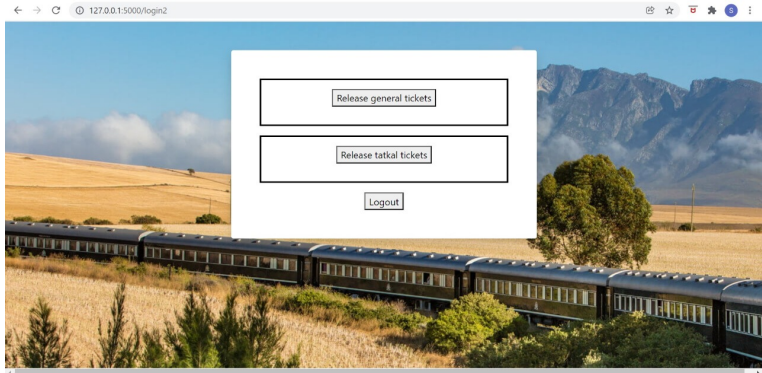 127.0.0.1:5000/login2
S
Release general tickets
Release tatkal tickets
Logout